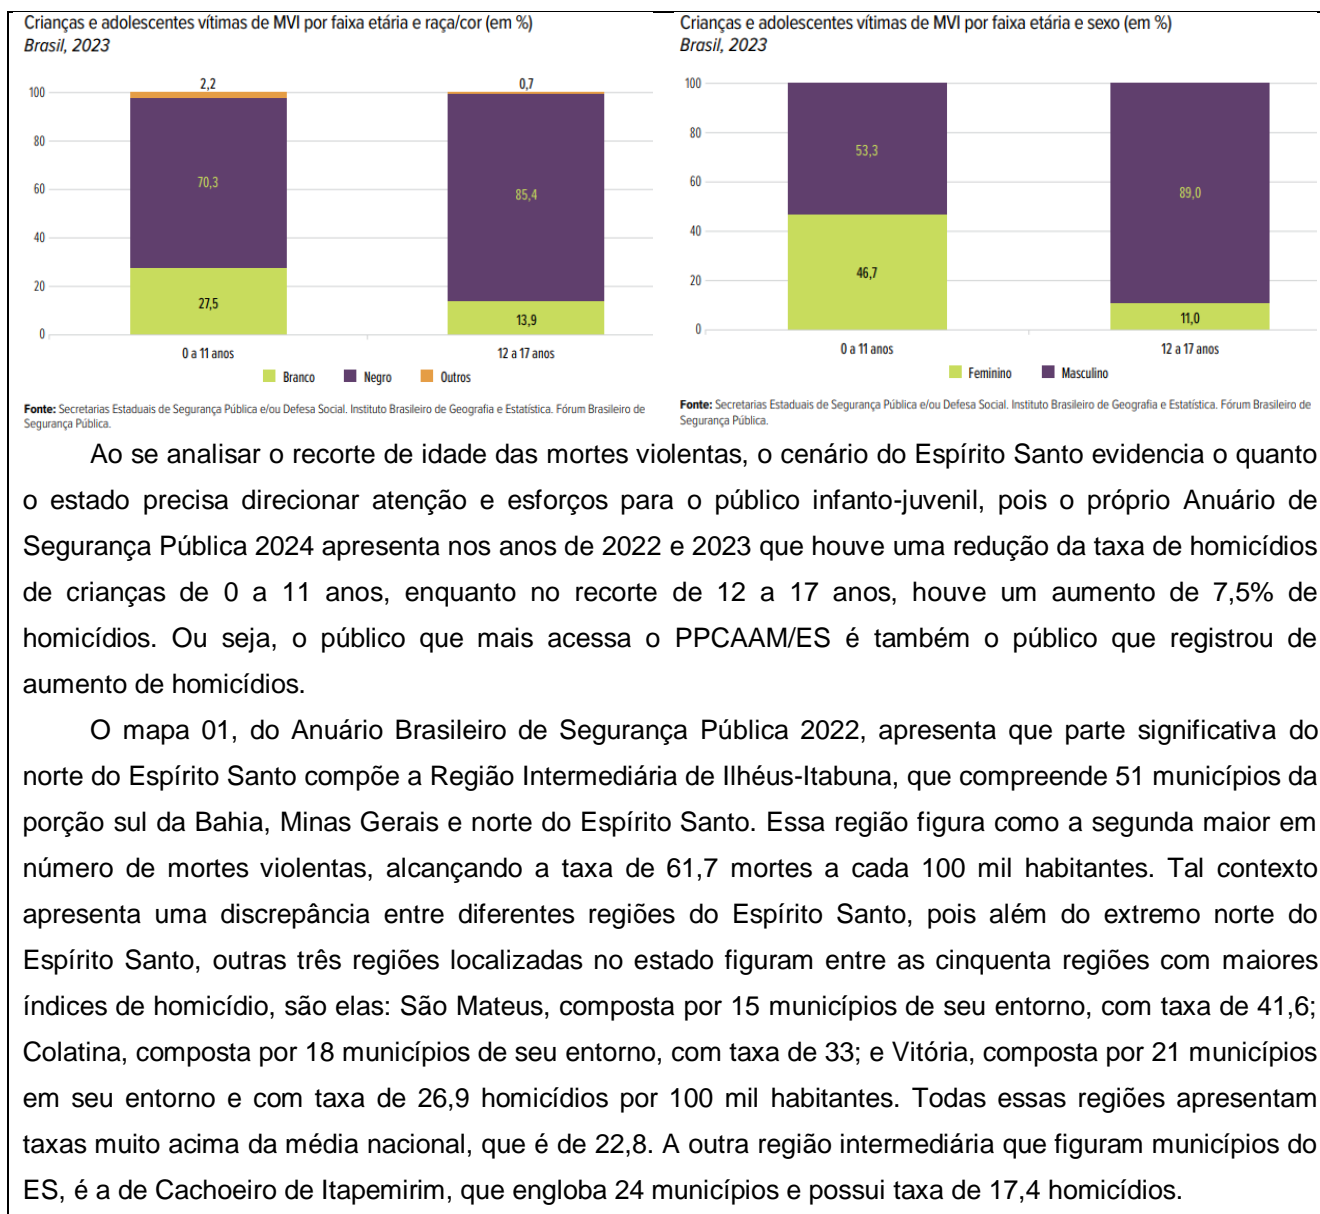 Crianças e adolescentes vítimas de MVI por faixa etária e raça/cor (em %)
Brasil, 2023
2,2
0,7
100
80
60
40
20
0
70,3
85,4
27,5
13,9
0 a 11 anos
12 a 17 anos
Branco Negro Outros
Fonte: Secretarias Estaduais de Segurança Pública e/ou Defesa Social. Instituto Brasileiro de Geografia e Estatística. Fórum Brasileiro de
Segurança Pública.
Crianças e adolescentes vítimas de MVI por faixa etária e sexo (em %)
Brasil, 2023
100
80
60
40
20
0
53,3
89,0
46,7
11,0
0 a 11 anos
12 a 17 anos
Feminino Masculino
Fonte: Secretarias Estaduais de Segurança Pública e/ou Defesa Social. Instituto Brasileiro de Geografia e Estatística. Fórum Brasileiro de
Segurança Pública.
Ao se analisar o recorte de idade das mortes violentas, o cenário do Espírito Santo evidencia o quanto
o estado precisa direcionar atenção e esforços para o público infanto-juvenil, pois o próprio Anuário de
Segurança Pública 2024 apresenta nos anos de 2022 e 2023 que houve uma redução da taxa de homicídios
de crianças de 0 a 11 anos, enquanto no recorte de 12 a 17 anos, houve um aumento de 7,5% de
homicídios. Ou seja, o público que mais acessa o PPCAAM/ES é também o público que registrou de
aumento de homicídios.
O mapa 01, do Anuário Brasileiro de Segurança Pública 2022, apresenta que parte significativa do
norte do Espírito Santo compõe a Região Intermediária de Ilhéus-Itabuna, que compreende 51 municípios da
porção sul da Bahia, Minas Gerais e norte do Espírito Santo. Essa região figura como a segunda maior em
número de mortes violentas, alcançando a taxa de 61,7 mortes a cada 100 mil habitantes. Tal contexto
apresenta uma discrepância entre diferentes regiões do Espírito Santo, pois além do extremo norte do
Espírito Santo, outras três regiões localizadas no estado figuram entre as cinquenta regiões com maiores
índices de homicídio, são elas: São Mateus, composta por 15 municípios de seu entorno, com taxa de 41,6;
Colatina, composta por 18 municípios de seu entorno, com taxa de 33; e Vitória, composta por 21 municípios
em seu entorno e com taxa de 26,9 homicídios por 100 mil habitantes. Todas essas regiões apresentam
taxas muito acima da média nacional, que é de 22,8. A outra região intermediária que figuram municípios do
ES, é a de Cachoeiro de Itapemirim, que engloba 24 municípios e possui taxa de 17,4 homicídios.